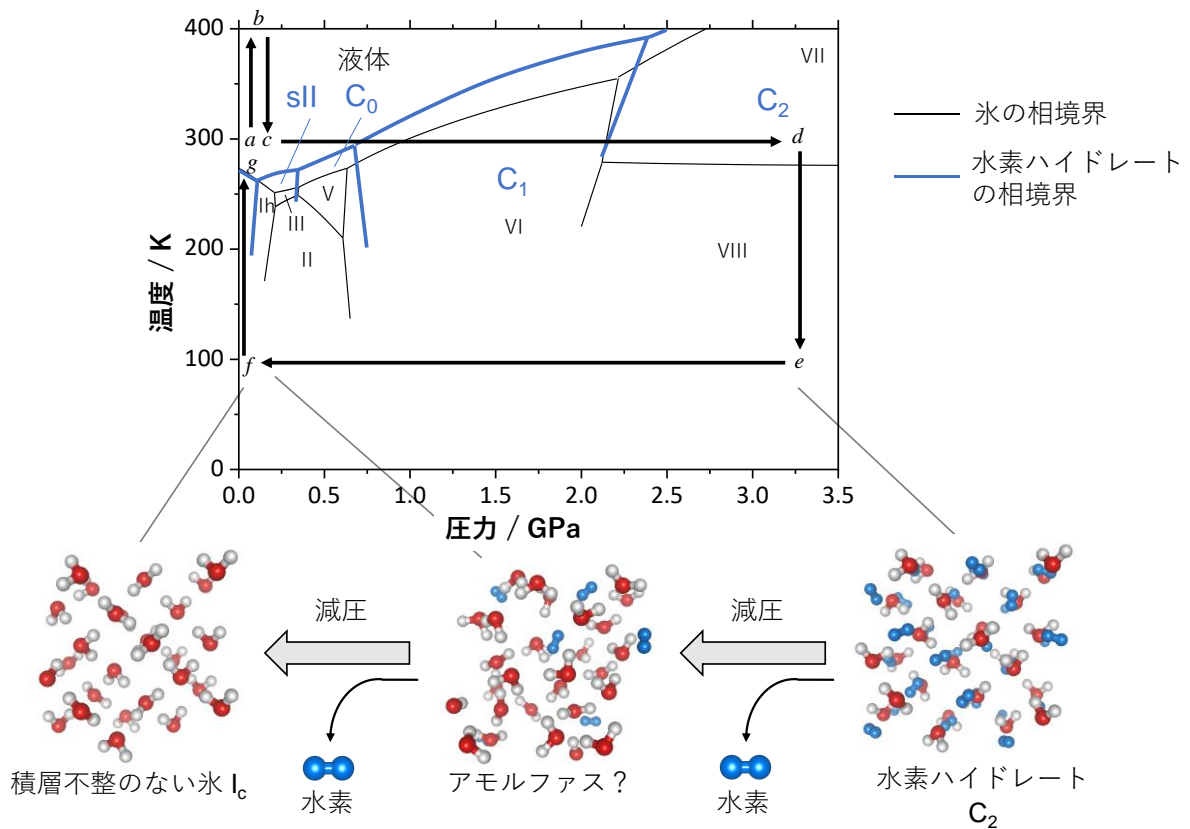 b
400
300
200
100
0
温度 / K
液体
sII
C0
C2
VII
a
c
d
g
Ih
III
V
II
C1
VI
VIII
f
e
0.0
0.5
1.0
1.5
2.0
2.5
3.0
3.5
圧力 / GPa
氷の相境界
水素ハイドレート
の相境界
減圧
減圧
水素
水素
積層不整のない氷 Ic
アモルファス？
水素ハイドレート
C2